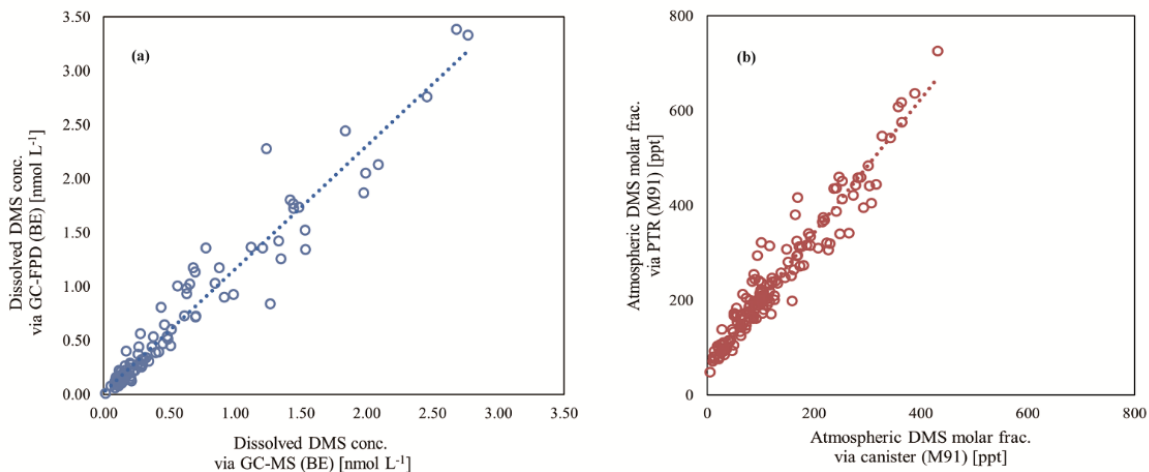 (a)
Dissolved DMS conc.
via GC-FPD (BE) [nmol L-1]
3.50
3.00
2.50
2.00
1.50
1.00
0.50
0.00
0.00 0.50 1.00 1.50 2.00 2.50 3.00 3.50
Dissolved DMS conc.
via GC-MS (BE) [nmol L-1]
(b)
Atmospheric DMS molar frac.
via PTR (M91) [ppt]
800
600
400
200
0
0 200 400 600 800
Atmospheric DMS molar frac.
via canister (M91) [ppt]